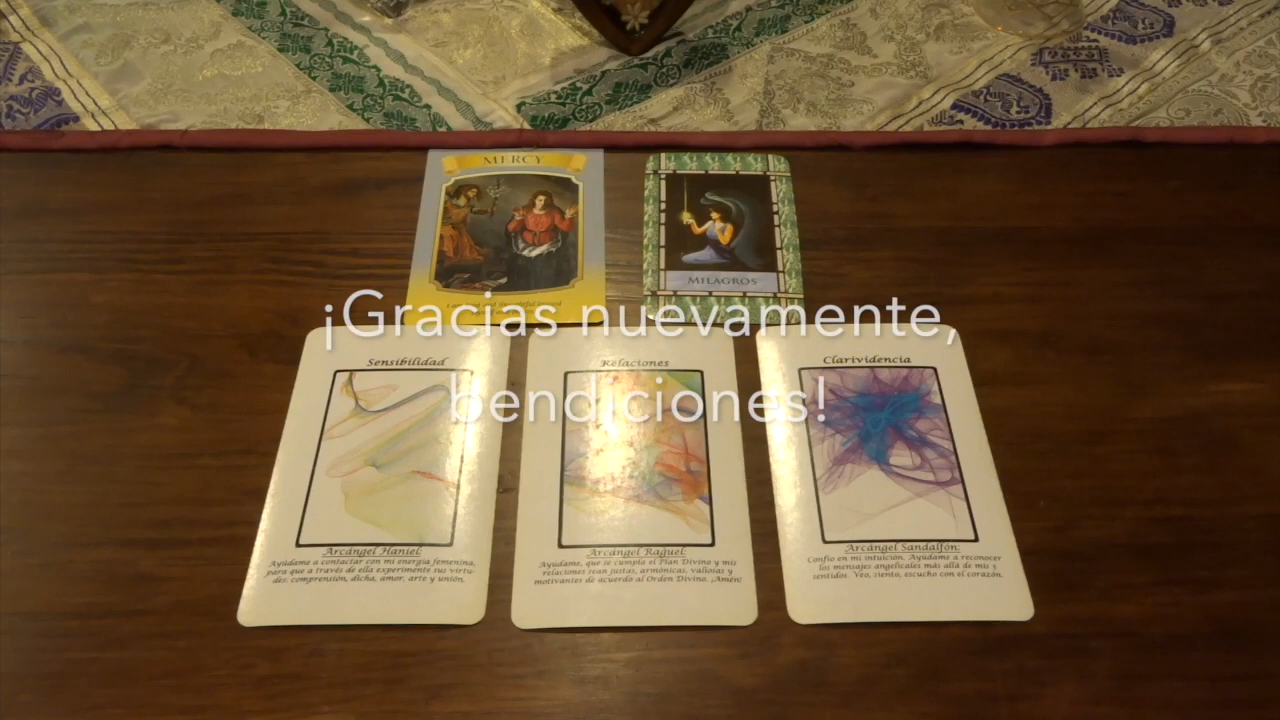 MERCY
MILAGROS
¡Gracias nuevamente,
bendiciones!
Sensibilidad
Arcángel Haniel:
Ayúdame a contactar con mi energía femenina,
para que a través de ella experimente sus virtu-
des: comprensión, dicha, amor, arte y unión.
Relaciones
Arcángel Raguel:
Ayúdame, que se cumpla el Plan Divino y mis
relaciones sean justas, armónicas, valiosas y
motivantes de acuerdo al Orden Divino. ¡Amén!
Clarividencia
Arcángel Sandalfón:
Confío en mi intuición. Ayúdame a reconocer
los mensajes angelicales más allá de mis 5
sentidos. Veo, siento, escucho con el corazón.